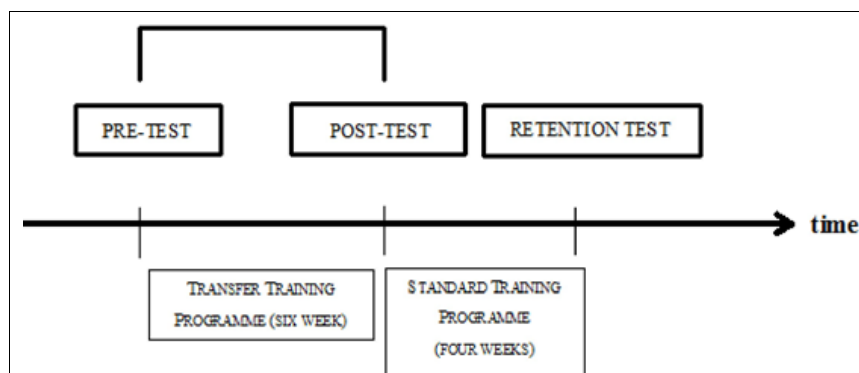 PRE-TEST
POST-TEST
RETENTION TEST
time
TRANSFER TRAINING
PROGRAMME (SIX WEEK)
STANDARD TRAINING
PROGRAMME
(FOUR WEEKS)